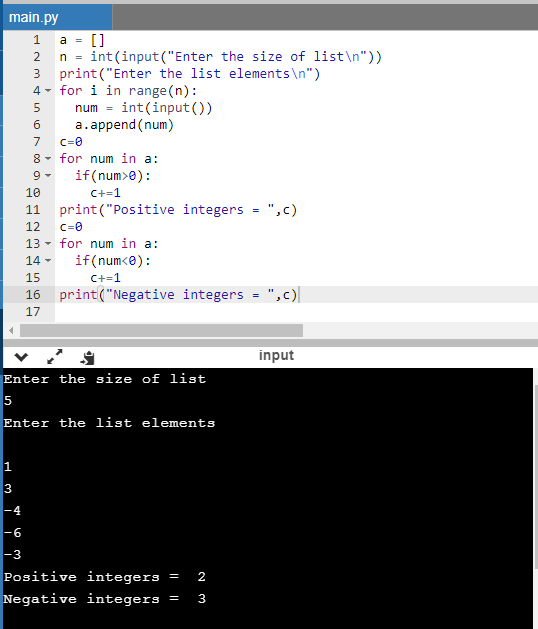 main.py
1 a = []
2 n = int(input("Enter the size of list\n"))
3 print("Enter the list elements\n")
4 for i in range(n):
5   num = int(input())
6   a.append(num)
7 c=0
8 for num in a:
9   if(num>0):
10     c+=1
11 print("Positive integers = ",c)
12 c=0
13 for num in a:
14   if(num<0):
15     c+=1
16 print("Negative integers = ",c)
17
input
Enter the size of list
5
Enter the list elements
1
3
-4
-6
-3
Positive integers =  2
Negative integers =  3